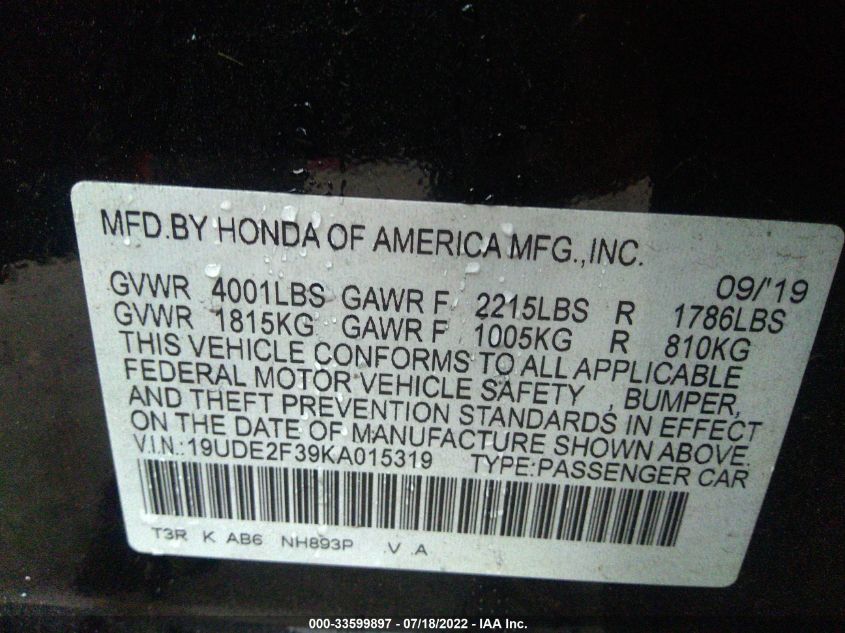 MFD.BY HONDA OF AMERICA MFG.,INC.
09/'19
GVWR 4001LBS GAWR F 2215LBS R 1786LBS
GVWR 1815KG GAWR F 1005KG R 810KG
THIS VEHICLE CONFORMS TO ALL APPLICABLE
FEDERAL MOTOR VEHICLE SAFETY , BUMPER,
AND THEFT PREVENTION STANDARDS IN EFFECT
ON THE DATE OF MANUFACTURE SHOWN ABOVE.
V.I.N.:19UDE2F39KA015319 TYPE:PASSENGER CAR
T3R K AB6 NH893P V .A
000-33599897 - 07/18/2022 - IAA Inc.